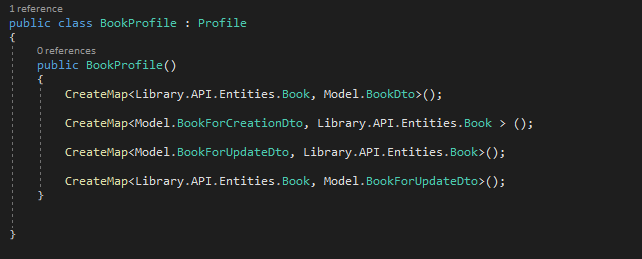 1 reference
public class BookProfile : Profile
{
0 references
public BookProfile()
{
CreateMap<Library.API.Entities.Book, Model.BookDto>();
CreateMap<Model.BookForCreationDto, Library.API.Entities.Book > ();
CreateMap<Model.BookForUpdateDto, Library.API.Entities.Book>();
CreateMap<Library.API.Entities.Book, Model.BookForUpdateDto>();
}
}